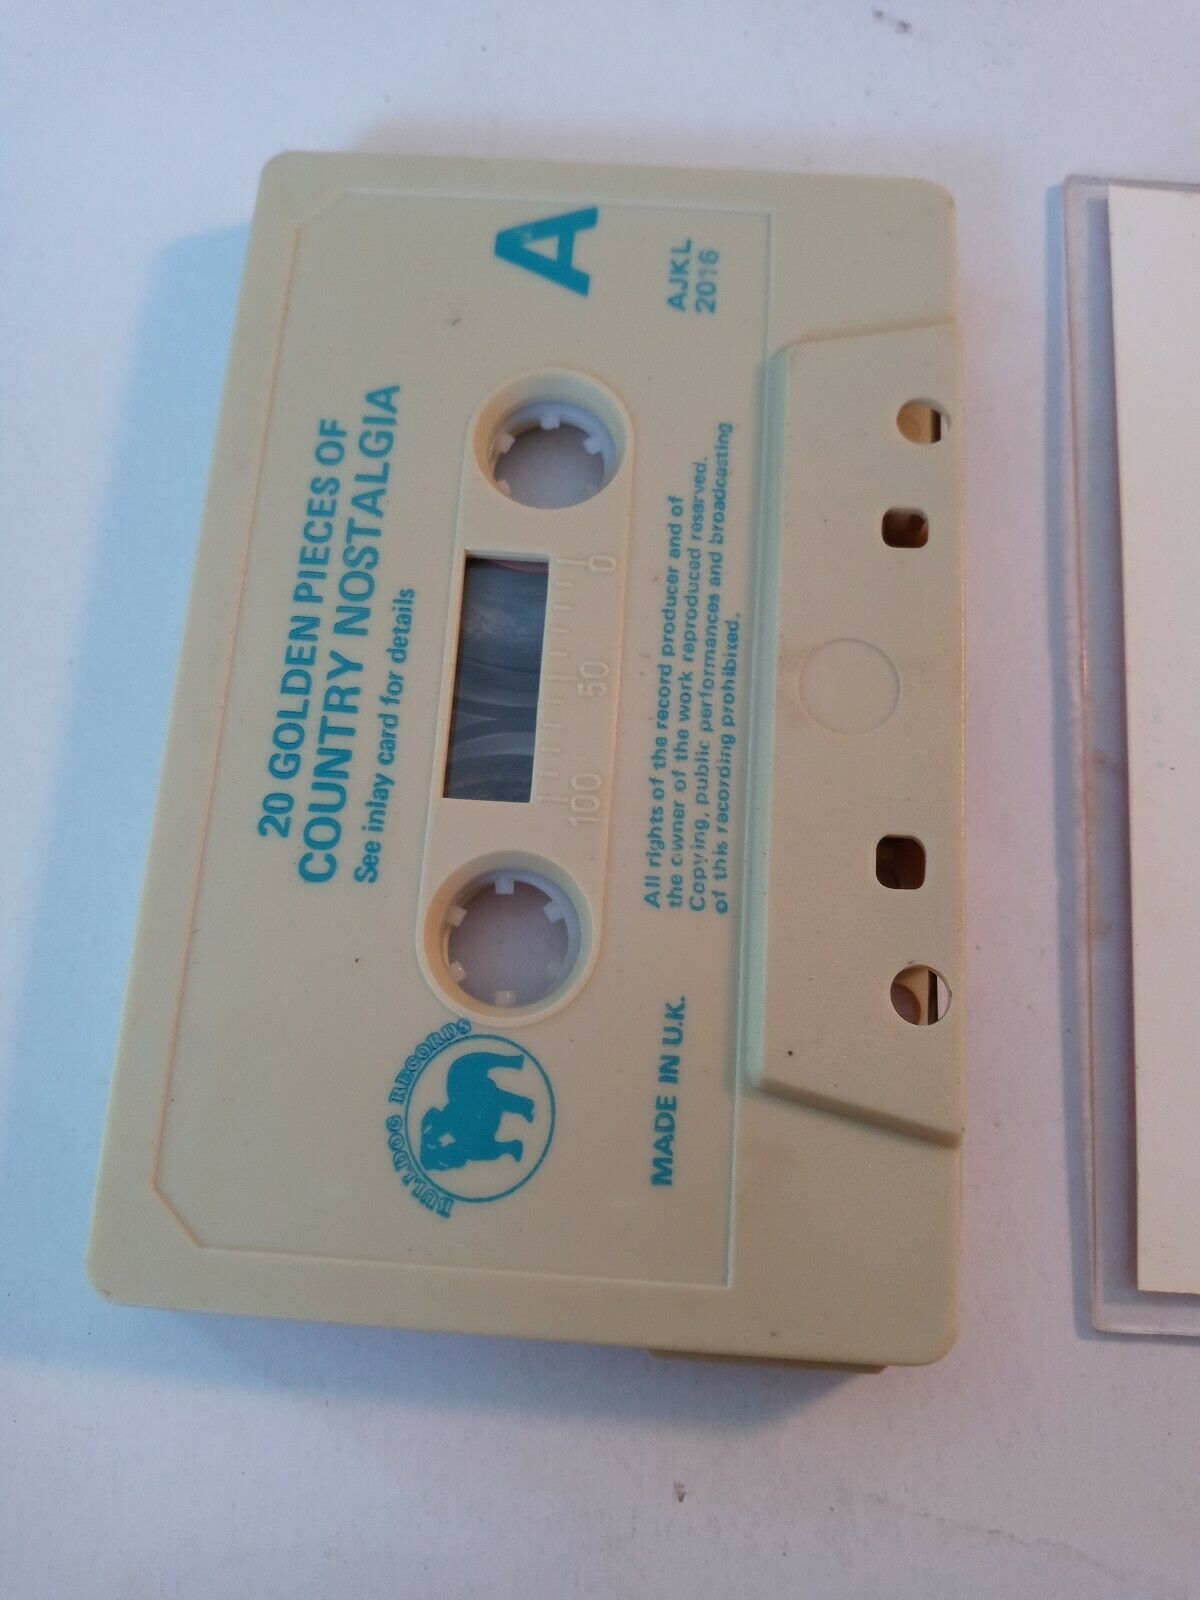 20 GOLDEN PIECES OF
COUNTRY NOSTALGIA
See inlay card for details
A
BULLDOG RECORDS
100 50 0
AJKL
2016
All rights of the record producer and of
the owner of the work reproduced reserved.
Copying, public performances and broadcasting
of this recording prohibited.
MADE IN U.K.